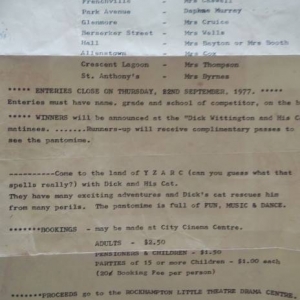 Frenchville - Mrs Caswell
Park Avenue - Daphne Murray
Glenmore - Mrs Cruice
Berserker Street - Mrs Wells
Hall - Mrs Hayton or Mrs Booth
Allenstown - Mrs Cox
Crescent Lagoon - Mrs Thompson
St. Anthony's - Mrs Byrnes
***** ENTERIES CLOSE ON THURSDAY, 22ND SEPTEMBER, 1977. *****
Enteries must have name, grade and school of competitor, on the
***** WINNERS will be announced at the "Dick Wittington and His
matinees. .......Runners-up will receive complimentary passes to
see the pantomime.
----------Come to the land of Y Z A N C (can you guess what that
spells really?) with Dick and His Cat.
They have many exciting adventures and Dick's cat rescues him
from many perils. The pantomime is full of FUN, MUSIC & DANCE.
*******BOOKINGS - may be made at City Cinema Centre.
ADULTS - $2.50
PENSIONERS & CHILDREN - $1.50
PARTIES of 15 or more Children - $1.00 each
(20¢ Booking Fee per person)
*******PROCEEDS go to the ROCKHAMPTON LITTLE THEATRE DRAMA CENTRE.